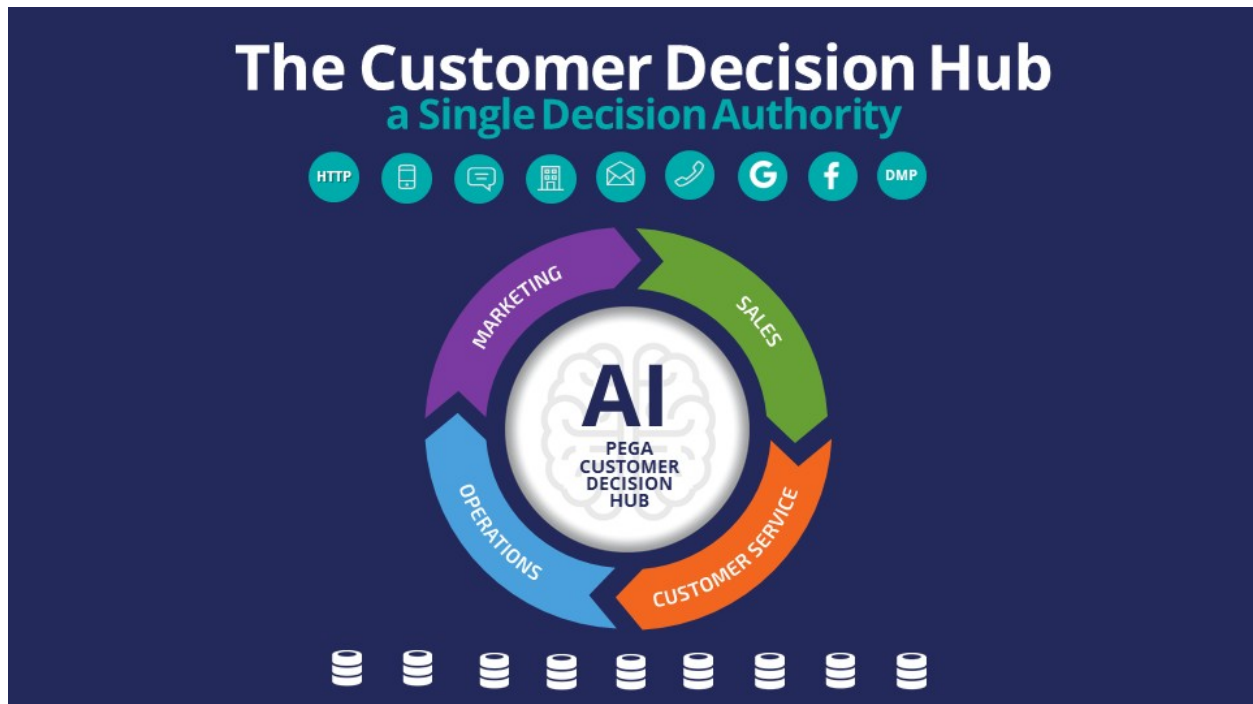 The Customer Decision Hub
a Single Decision Authority
HTTP
G
f
DMP
MARKETING
SALES
AI
PEGA
CUSTOMER
DECISION
HUB
OPERATIONS
CUSTOMER SERVICE